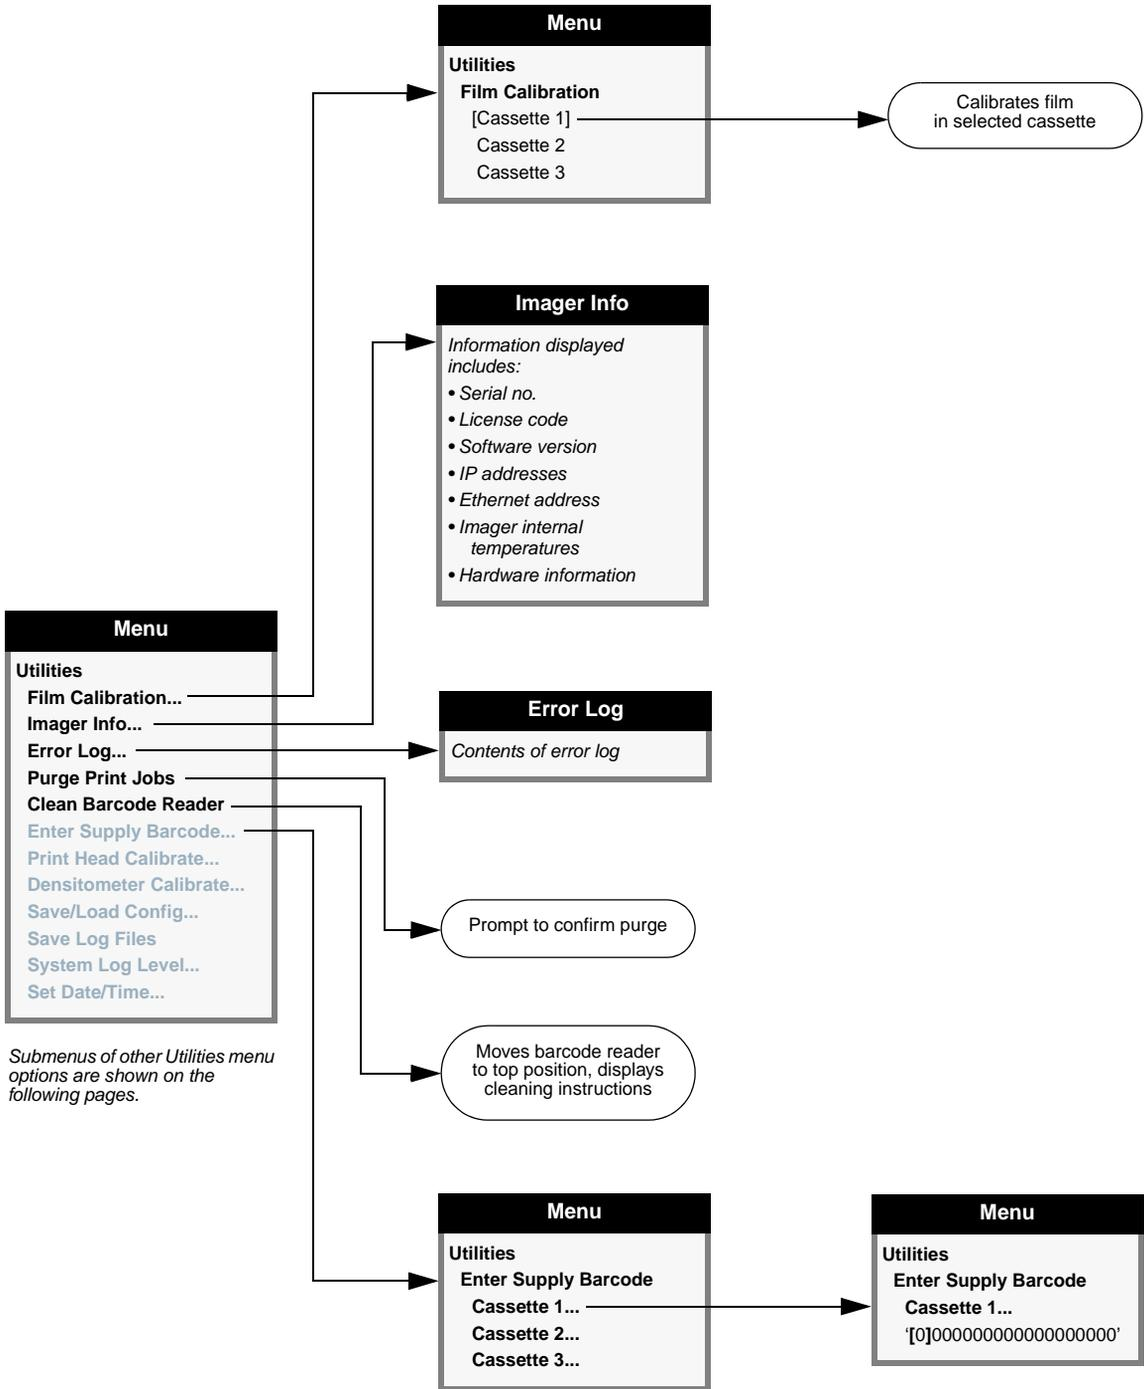 Menu
Utilities
Film Calibration
[Cassette 1]
Cassette 2
Cassette 3
Calibrates film
in selected cassette
Imager Info
Information displayed
includes:
• Serial no.
• License code
• Software version
• IP addresses
• Ethernet address
• Imager internal
temperatures
• Hardware information
Menu
Utilities
Film Calibration...
Imager Info...
Error Log...
Purge Print Jobs
Clean Barcode Reader
Enter Supply Barcode...
Print Head Calibrate...
Densitometer Calibrate...
Save/Load Config...
Save Log Files
System Log Level...
Set Date/Time...
Submenus of other Utilities menu
options are shown on the
following pages.
Error Log
Contents of error log
Prompt to confirm purge
Moves barcode reader
to top position, displays
cleaning instructions
Menu
Utilities
Enter Supply Barcode
Cassette 1...
Cassette 2...
Cassette 3...
Menu
Utilities
Enter Supply Barcode
Cassette 1...
‘[0]0000000000000000000’